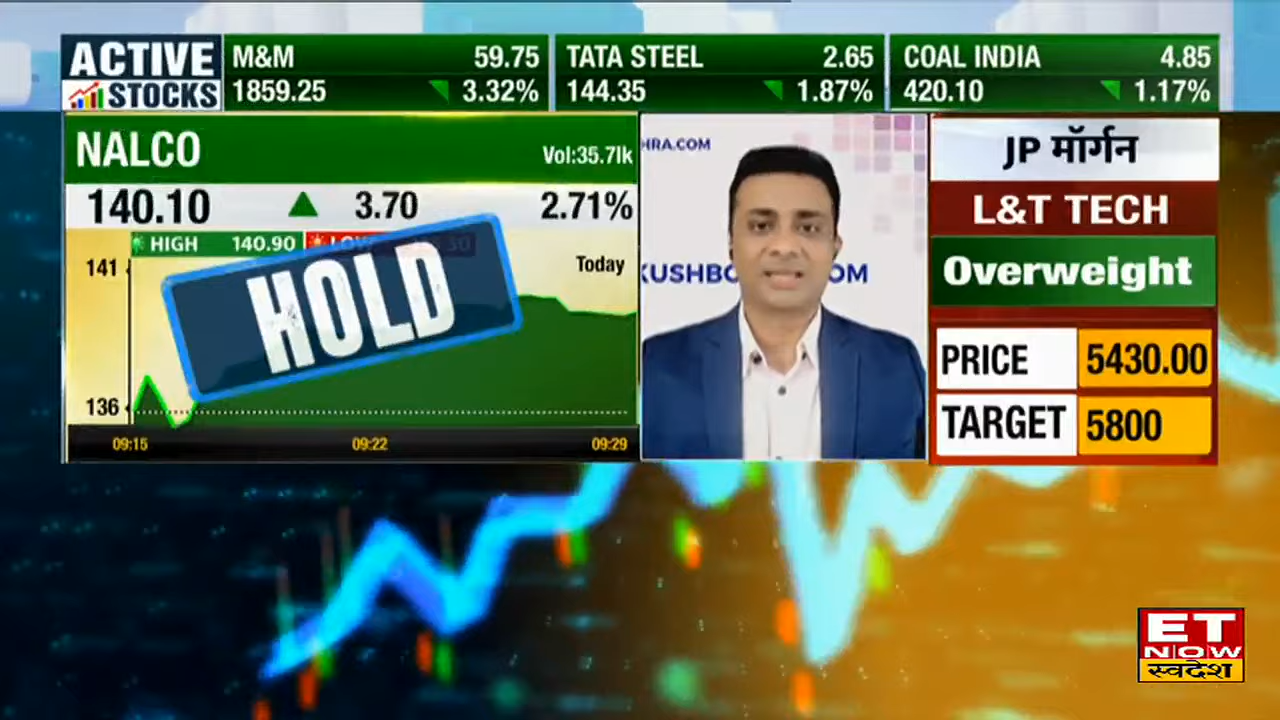 ACTIVE STOCKS
M&M 59.75
1859.25 3.32%
TATA STEEL 2.65
144.35 1.87%
COAL INDIA 4.85
420.10 1.17%
NALCO
Vol:35.7lk
140.10 3.70 2.71%
HIGH 140.90 LOW
141
Today
HOLD
136
09:15 09:22 09:29
HRA.COM
KUSHBO OM
JP मॉर्गन
L&T TECH
Overweight
PRICE 5430.00
TARGET 5800
ET
NOW
स्वदेश